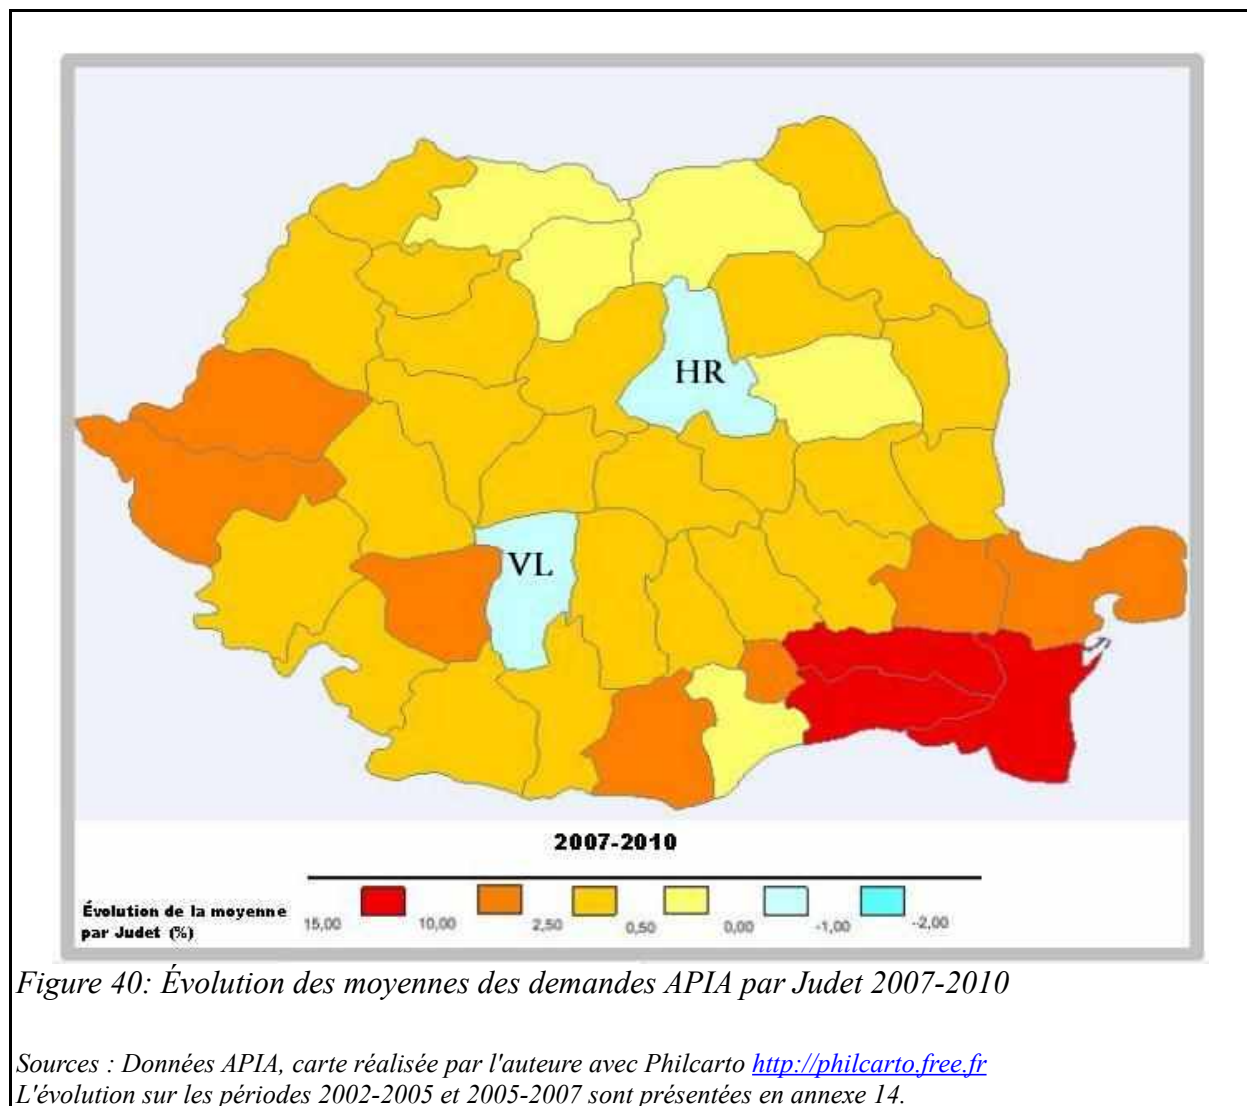 HR
VL
2007-2010
Évolution de la moyenne
par Judet (%)
15,00 10,00 2,50 0,50 0,00 -1,00 -2,00
Figure 40: Évolution des moyennes des demandes APIA par Judet 2007-2010
Sources : Données APIA, carte réalisée par l'auteure avec Philcarto http://philcarto.free.fr
L'évolution sur les périodes 2002-2005 et 2005-2007 sont présentées en annexe 14.